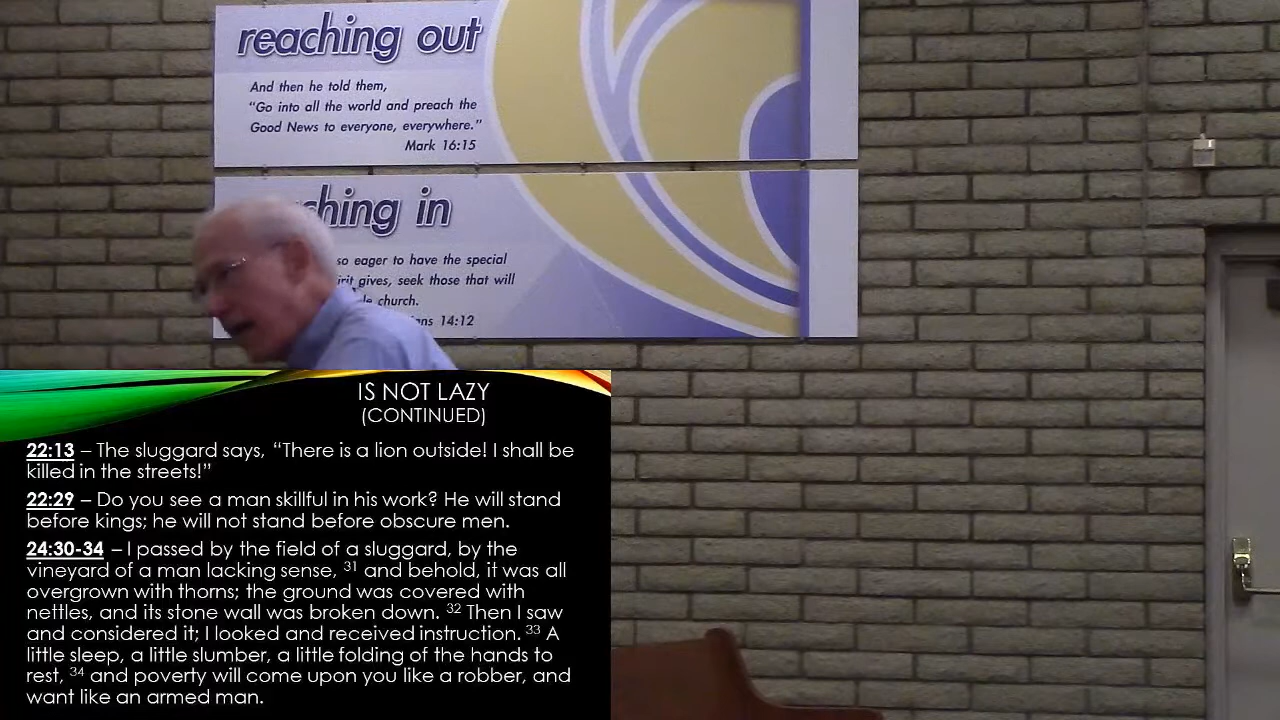 reaching out
And then he told them,
"Go into all the world and preach the
Good News to everyone, everywhere."
Mark 16:15
in
so eager to have the special
gives, seek those that will
church.
14:12
IS NOT LAZY
(CONTINUED)
22:13 – The sluggard says, “There is a lion outside! I shall be
killed in the streets!”
22:29 – Do you see a man skillful in his work? He will stand
before kings; he will not stand before obscure men.
24:30-34 – I passed by the field of a sluggard, by the
vineyard of a man lacking sense, 31 and behold, it was all
overgrown with thorns; the ground was covered with
nettles, and its stone wall was broken down. 32 Then I saw
and considered it; I looked and received instruction. 33 A
little sleep, a little slumber, a little folding of the hands to
rest, 34 and poverty will come upon you like a robber, and
want like an armed man.